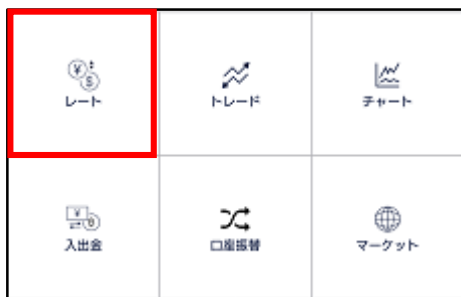 レート
トレード
チャート
入出金
口座振替
マーケット